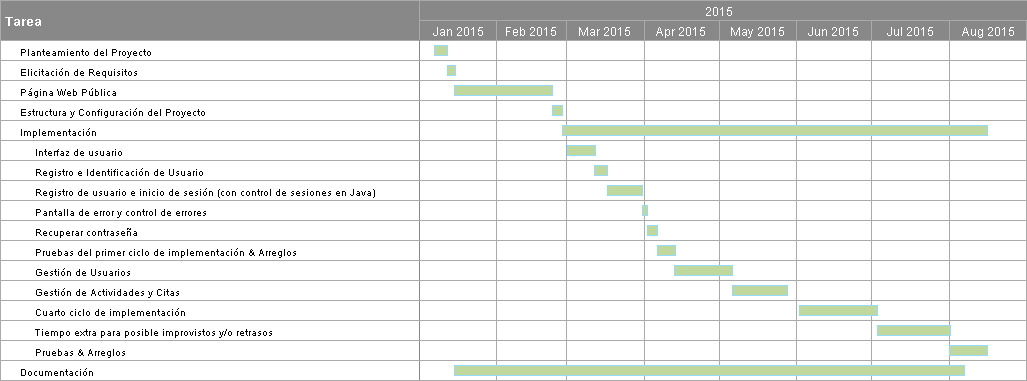 Tarea
2015
Jan 2015 Feb 2015 Mar 2015 Apr 2015 May 2015 Jun 2015 Jul 2015 Aug 2015
Planteamiento del Proyecto
Elicitación de Requisitos
Página Web Pública
Estructura y Configuración del Proyecto
Implementación
Interfaz de usuario
Registro e Identificación de Usuario
Registro de usuario e inicio de sesión (con control de sesiones en Java)
Pantalla de error y control de errores
Recuperar contraseña
Pruebas del primer ciclo de implementación & Arreglos
Gestión de Usuarios
Gestión de Actividades y Citas
Cuarto ciclo de implementación
Tiempo extra para posible improvistos y/o retrasos
Pruebas & Arreglos
Documentación